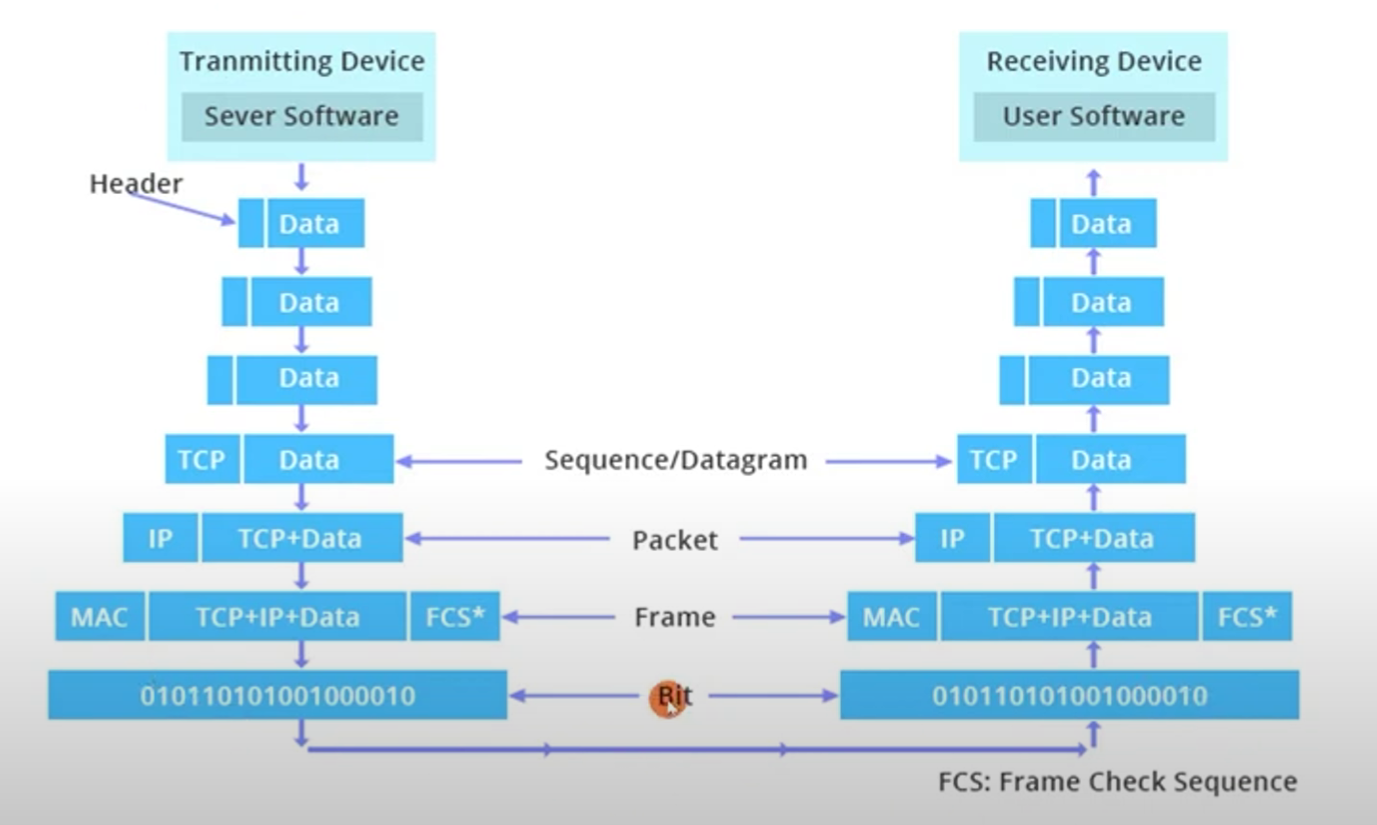 Tranmitting Device
Sever Software
Receiving Device
User Software
Header
Data
Data
Data
Data
Data
Data
TCP Data
Sequence/Datagram
TCP Data
IP TCP+Data
Packet
IP TCP+Data
MAC TCP+IP+Data FCS*
Frame
MAC TCP+IP+Data FCS*
010110101001000010
Bit
010110101001000010
FCS: Frame Check Sequence